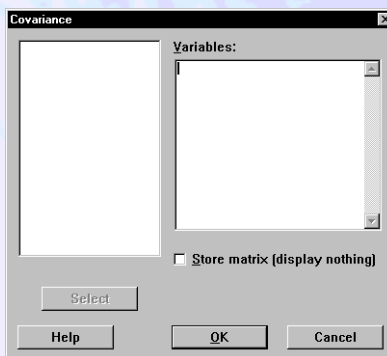 Covariance
Variables:
Store matrix (display nothing)
Select
Help
OK
Cancel